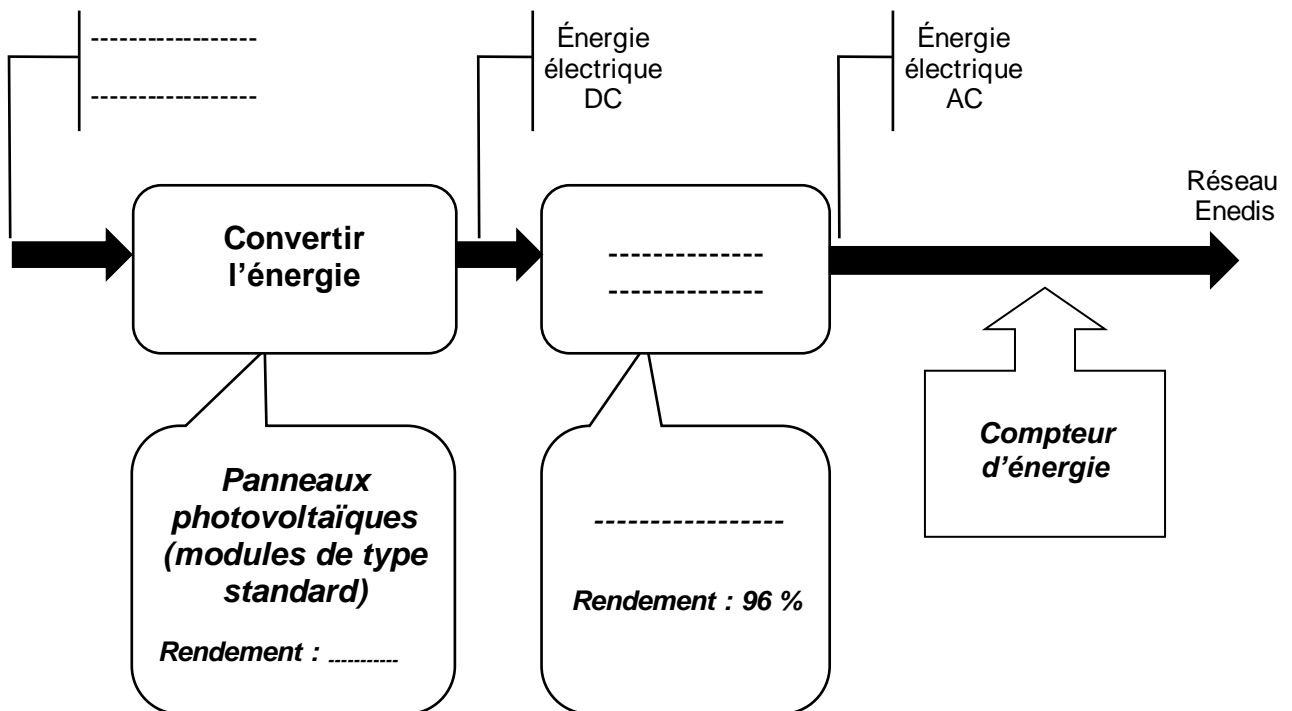 ------------------
------------------
Énergie
électrique
DC
Énergie
électrique
AC
Réseau
Enedis
Convertir
l'énergie
--------------
--------------
Panneaux
photovoltaïques
(modules de type
standard)
Rendement : -----------
-----------------
Rendement : 96 %
Compteur
d'énergie